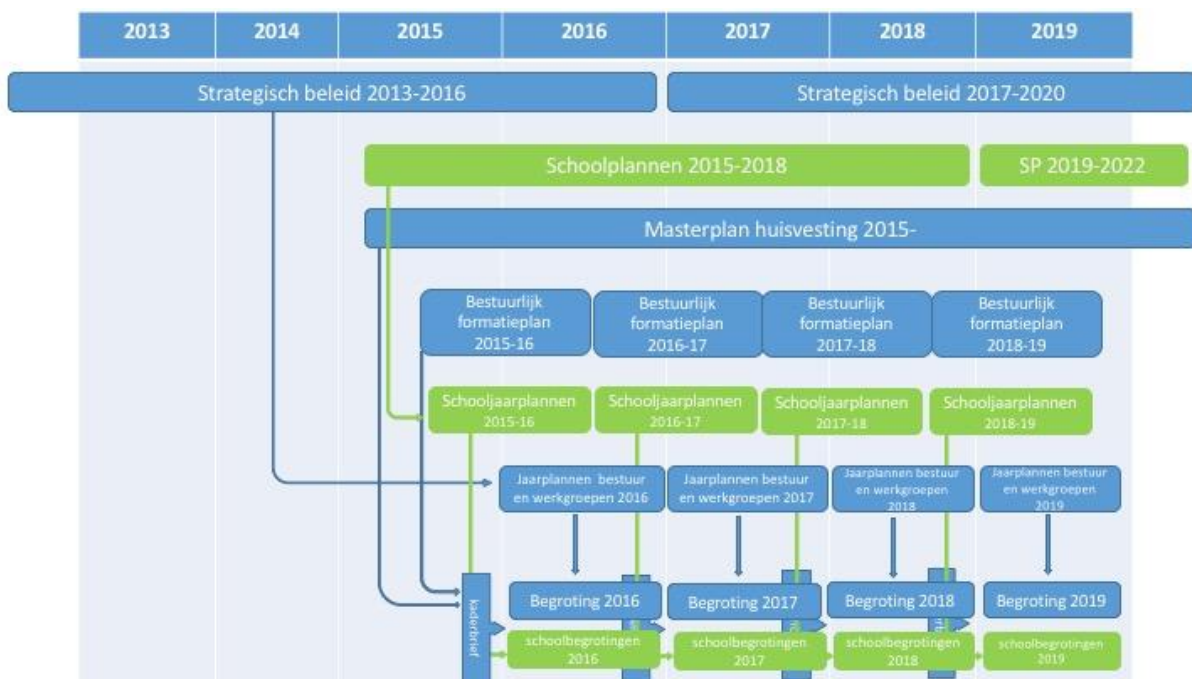 2013 2014 2015 2016 2017 2018 2019
Strategisch beleid 2013-2016
Strategisch beleid 2017-2020
Schoolplannen 2015-2018
SP 2019-2022
Masterplan huisvesting 2015-
Bestuurlijk
formatieplan
2015-16
Bestuurlijk
formatieplan
2016-17
Bestuurlijk
formatieplan
2017-18
Bestuurlijk
formatieplan
2018-19
Schooljaarplannen
2015-16
Schooljaarplannen
2016-17
Schooljaarplannen
2017-18
Schooljaarplannen
2018-19
Jaarplannen bestuur
en werkgroepen 2016
Jaarplannen bestuur
en werkgroepen 2017
Jaarplannen bestuur
en werkgroepen
2018
Jaarplannen bestuur
en werkgroepen
2019
kaderbrief
Begroting 2016
Begroting 2017
Begroting 2018
Begroting 2019
schoolbegrotingen
2016
schoolbegrotingen
2017
schoolbegrotingen
2018
schoolbegrotingen
2019